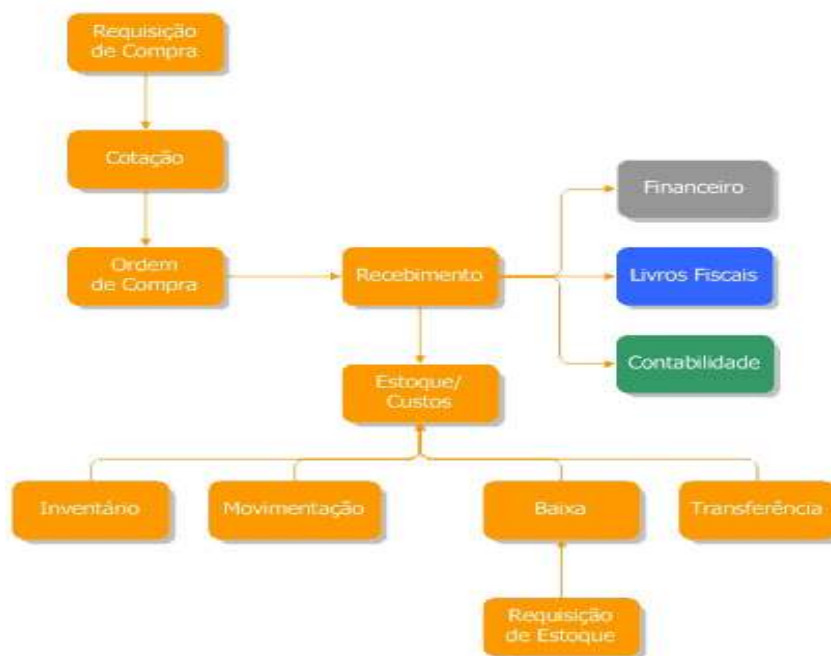 Requisição
de Compra
Cotação
Financeiro
Ordem
de Compra
Recebimento
Livros Fiscais
Contabilidade
Estoque/
Custos
Inventário
Movimentação
Baixa
Transferência
Requisição
de Estoque